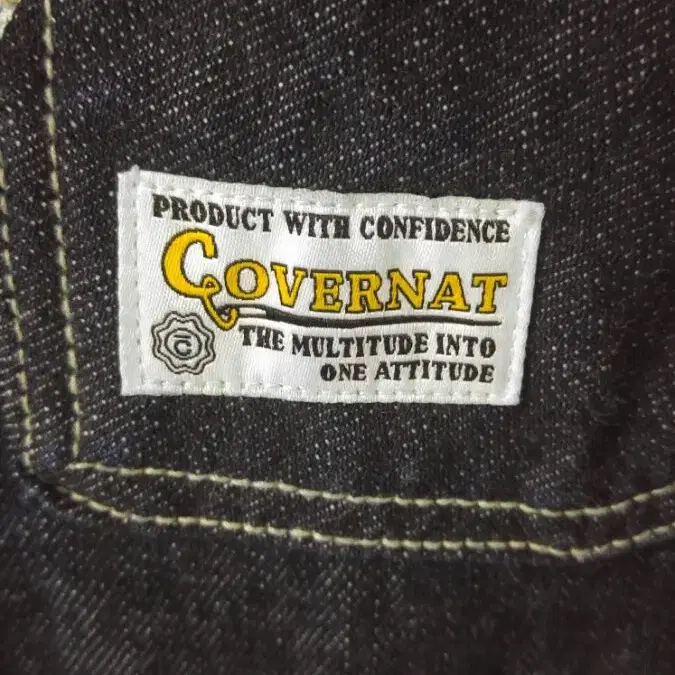 PRODUCT WITH CONFIDENCE
COVERNAT
THE MULTITUDE INTO
ONE ATTITUDE
C